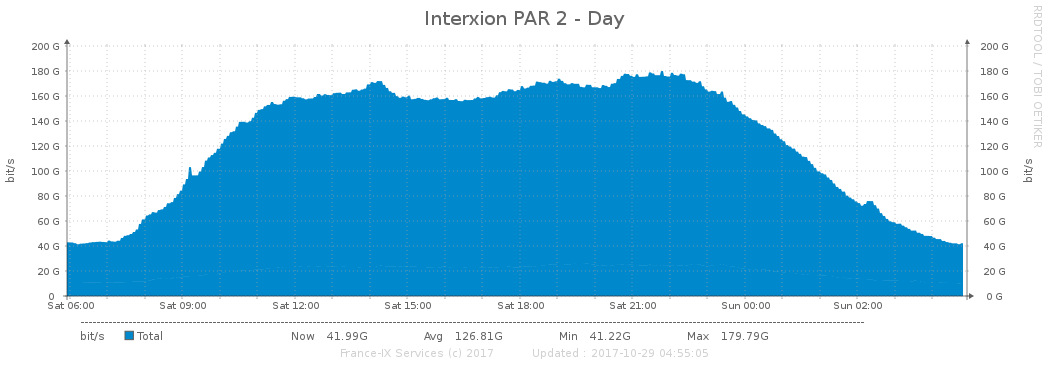 Interxion PAR 2 - Day
RRDTOOL / TOBI OETIKER
bit/s
200 G 200 G
180 G 180 G
160 G 160 G
140 G 140 G
120 G 120 G
100 G 100 G
80 G 80 G
60 G 60 G
40 G 40 G
20 G 20 G
0 0 G
bit/s
Sat 06:00 Sat 09:00 Sat 12:00 Sat 15:00 Sat 18:00 Sat 21:00 Sun 00:00 Sun 02:00
bit/s Total Now 41.99G Avg 126.81G Min 41.22G Max 179.79G
France-IX Services (c) 2017 Updated : 2017-10-29 04:55:05